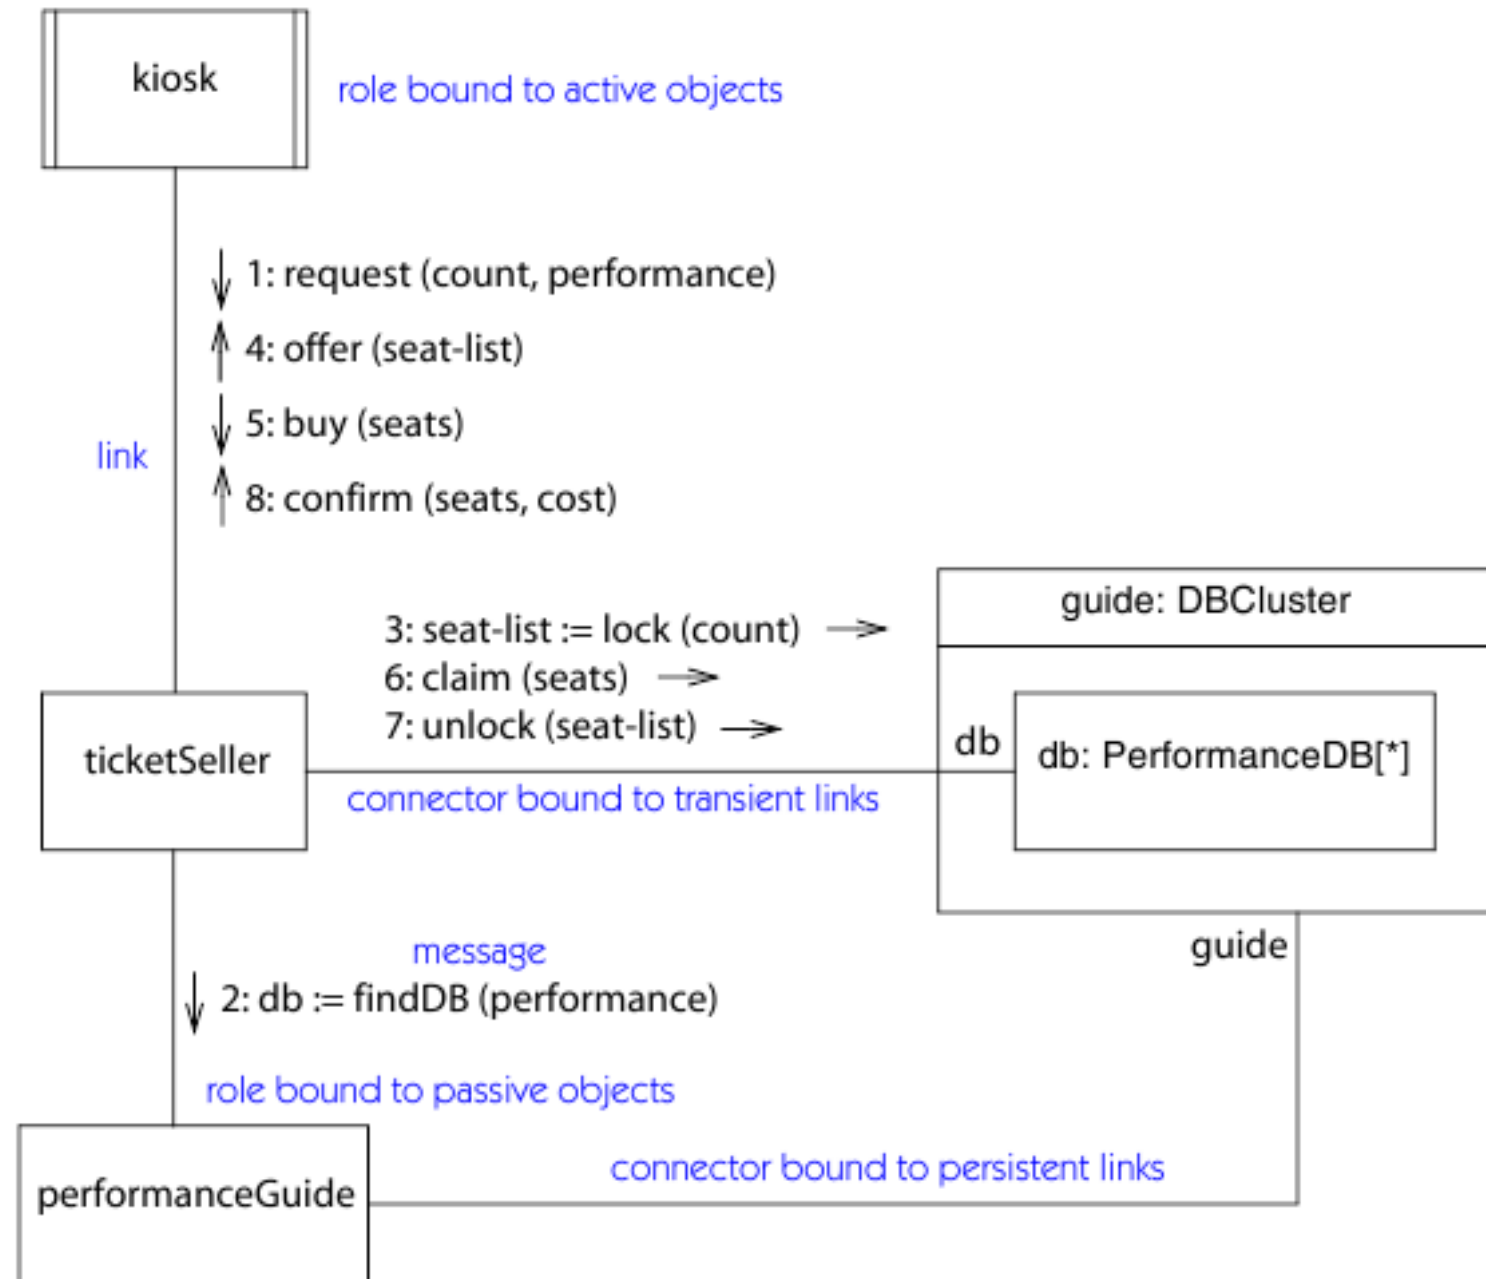 kiosk
role bound to active objects
1: request (count, performance)
4: offer (seat-list)
5: buy (seats)
link
8: confirm (seats, cost)
guide: DBCluster
3: seat-list := lock (count)
6: claim (seats)
7: unlock (seat-list)
ticketSeller
db
db: PerformanceDB[*]
connector bound to transient links
message
guide
2: db := findDB (performance)
role bound to passive objects
connector bound to persistent links
performanceGuide